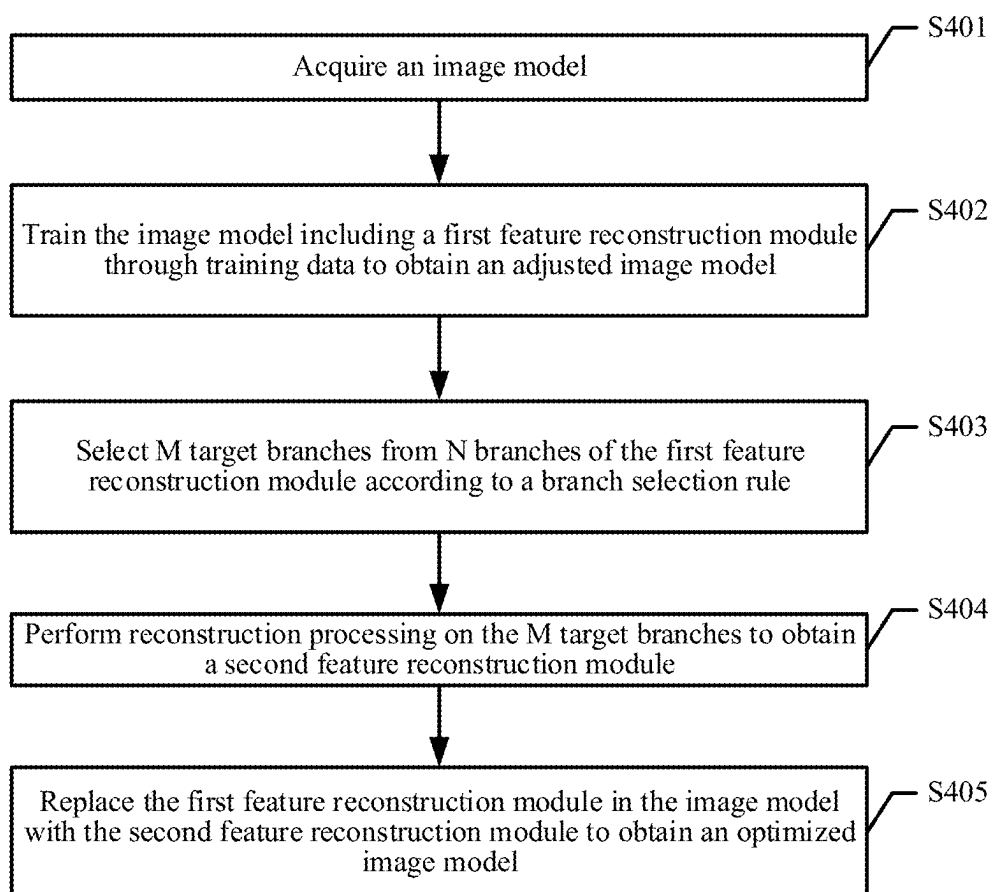 S401
Acquire an image model
S402
Train the image model including a first feature reconstruction module
through training data to obtain an adjusted image model
S403
Select M target branches from N branches of the first feature
reconstruction module according to a branch selection rule
S404
Perform reconstruction processing on the M target branches to obtain
a second feature reconstruction module
S405
Replace the first feature reconstruction module in the image model
with the second feature reconstruction module to obtain an optimized
image model